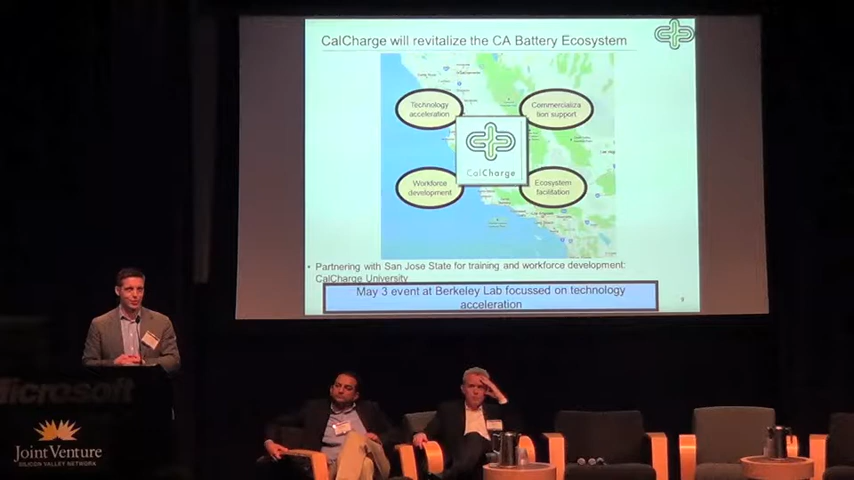 CalCharge will revitalize the CA Battery Ecosystem
Technology
acceleration
Commercializa
tion support
CalCharge
Workforce
development
Ecosystem
facilitation
• Partnering with San Jose State for training and workforce development:
CalCharge University
May 3 event at Berkeley Lab focussed on technology
acceleration
Microsoft
Joint Venture
SILICON VALLEY NETWORK